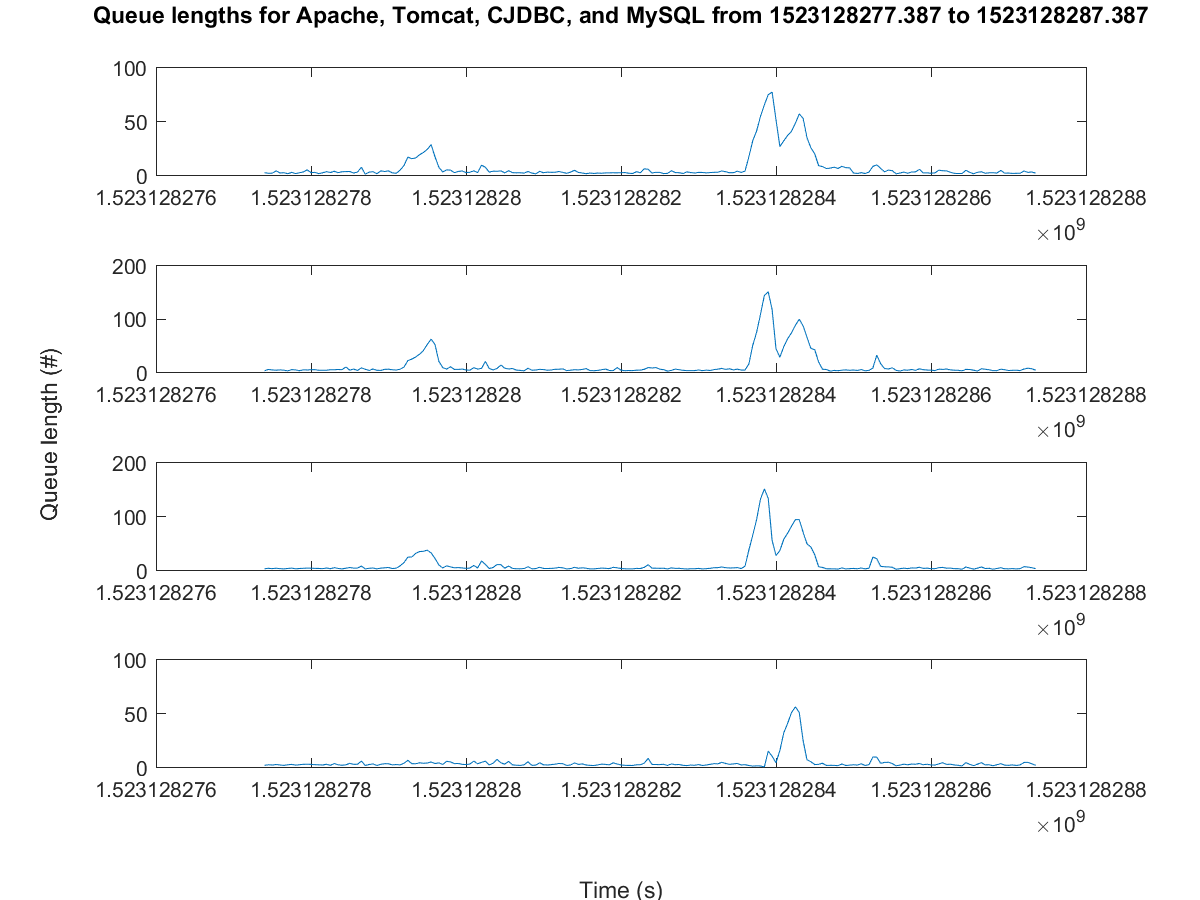 Queue lengths for Apache, Tomcat, CJDBC, and MySQL from 1523128277.387 to 1523128287.387
100
50
0
1.523128276 1.523128278 1.52312828 1.523128282 1.523128284 1.523128286 1.523128288
×10^9
200
100
0
1.523128276 1.523128278 1.52312828 1.523128282 1.523128284 1.523128286 1.523128288
×10^9
Queue length (#)
200
100
0
1.523128276 1.523128278 1.52312828 1.523128282 1.523128284 1.523128286 1.523128288
×10^9
100
50
0
1.523128276 1.523128278 1.52312828 1.523128282 1.523128284 1.523128286 1.523128288
×10^9
Time (s)